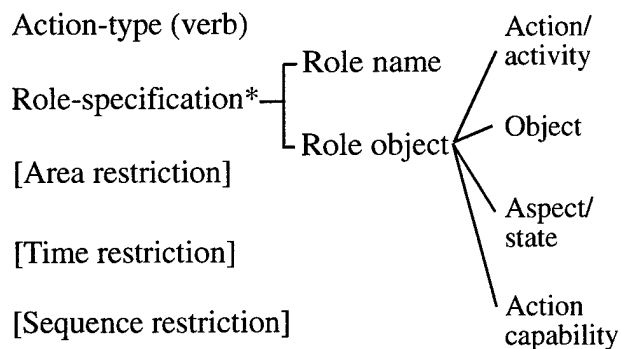 Action-type (verb)
Role-specification*
[Area restriction]
[Time restriction]
[Sequence restriction]
Role name
Role object
Action/
activity
Object
Aspect/
state
Action
capability